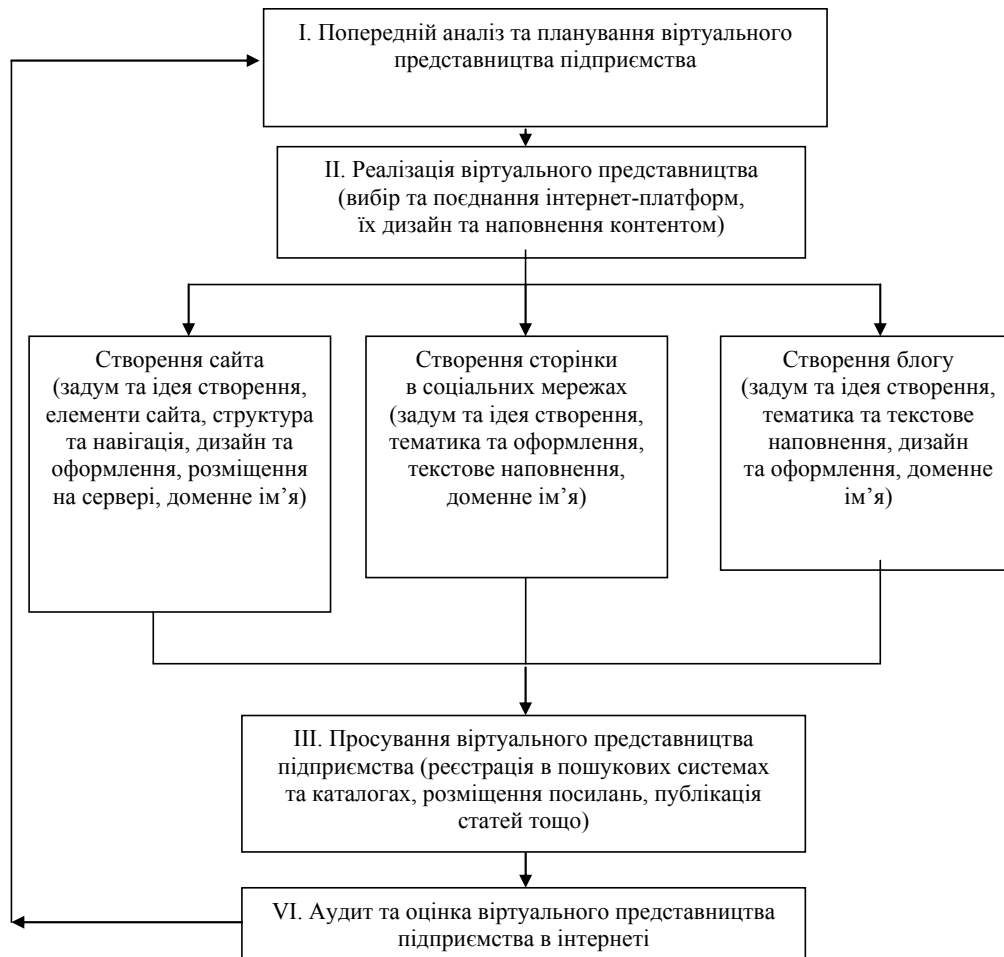 І. Попередній аналіз та планування віртуального
представництва підприємства
ІІ. Реалізація віртуального представництва
(вибір та поєднання інтернет-платформ,
їх дизайн та наповнення контентом)
Створення сайта
(задум та ідея створення,
елементи сайта, структура
та навігація, дизайн та
оформлення, розміщення
на сервері, доменне ім’я)
Створення сторінки
в соціальних мережах
(задум та ідея створення,
тематика та оформлення,
текстове наповнення,
доменне ім’я)
Створення блогу
(задум та ідея створення,
тематика та текстове
наповнення, дизайн
та оформлення, доменне
ім’я)
ІІІ. Просування віртуального представництва
підприємства (реєстрація в пошукових системах
та каталогах, розміщення посилань, публікація
статей тощо)
VІ. Аудит та оцінка віртуального представництва
підприємства в інтернеті